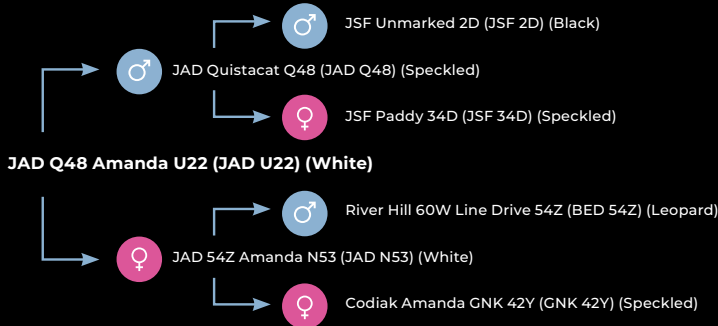 JSF Unmarked 2D (JSF 2D) (Black)
JAD Quistacat Q48 (JAD Q48) (Speckled)
JSF Paddy 34D (JSF 34D) (Speckled)
JAD Q48 Amanda U22 (JAD U22) (White)
River Hill 60W Line Drive 54Z (BED 54Z) (Leopard)
JAD 54Z Amanda N53 (JAD N53) (White)
Codiak Amanda GNK 42Y (GNK 42Y) (Speckled)